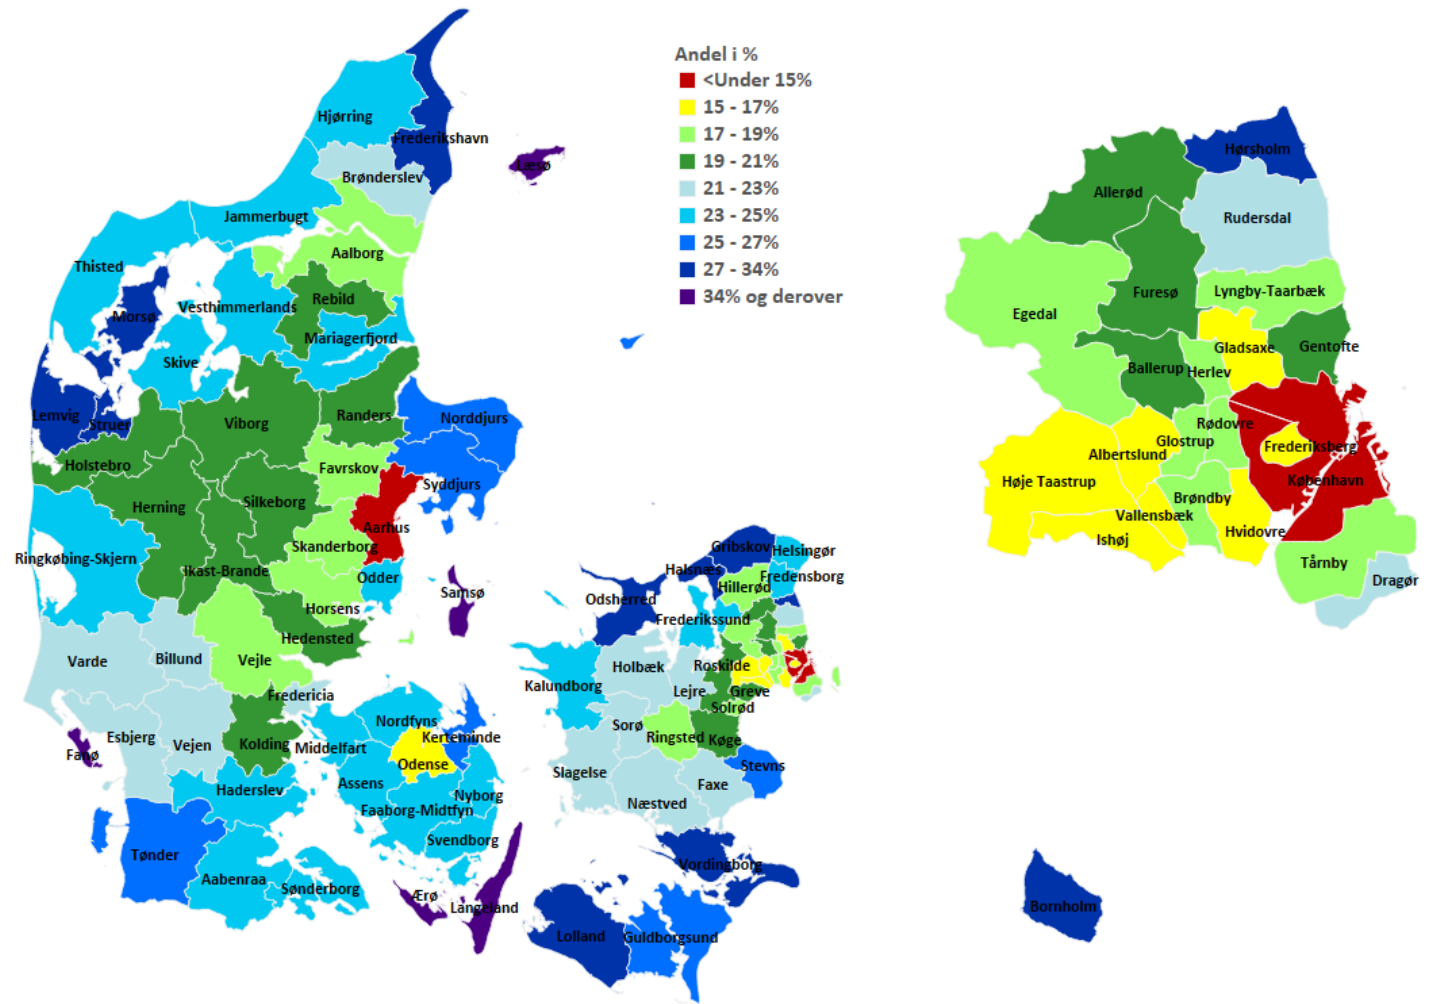 Andel i %
<Under 15%
15 - 17%
17 - 19%
19 - 21%
21 - 23%
23 - 25%
25 - 27%
27 - 34%
34% og derover
Hjørring
Frederikshavn
Læsø
Brønderslev
Jammerbugt
Aalborg
Thisted
Rebild
Vesthimmerlands
Morsø
Mariagerfjord
Skive
Lemvig
Struer
Viborg
Randers
Norddjurs
Holstebro
Favrskov
Syddjurs
Herning
Silkeborg
Aarhus
Skanderborg
Ringkøbing-Skjern
Ikast-Brande
Odder
Samsø
Horsens
Hedensted
Varde
Billund
Vejle
Fredericia
Esbjerg
Vejen
Kolding
Fanø
Middelfart
Nordfyns
Kerteminde
Odense
Haderslev
Assens
Nyborg
Faaborg-Midtfyn
Svendborg
Tønder
Aabenraa
Sønderborg
Ærø
Langeland
Gribskov
Helsingør
Halsnæs
Fredensborg
Hillerød
Odsherred
Frederikssund
Holbæk
Roskilde
Kalundborg
Lejre
Greve
Solrød
Sorø
Ringsted
Køge
Slagelse
Stevns
Faxe
Næstved
Vordingborg
Lolland
Guldborgsund
Hørsholm
Allerød
Rudersdal
Furesø
Lyngby-Taarbæk
Egedal
Gladsaxe
Gentofte
Ballerup
Herlev
Rødovre
Glostrup
Frederiksberg
Albertslund
Høje Taastrup
København
Brøndby
Vallensbæk
Hvidovre
Ishøj
Tårnby
Dragør
Bornholm